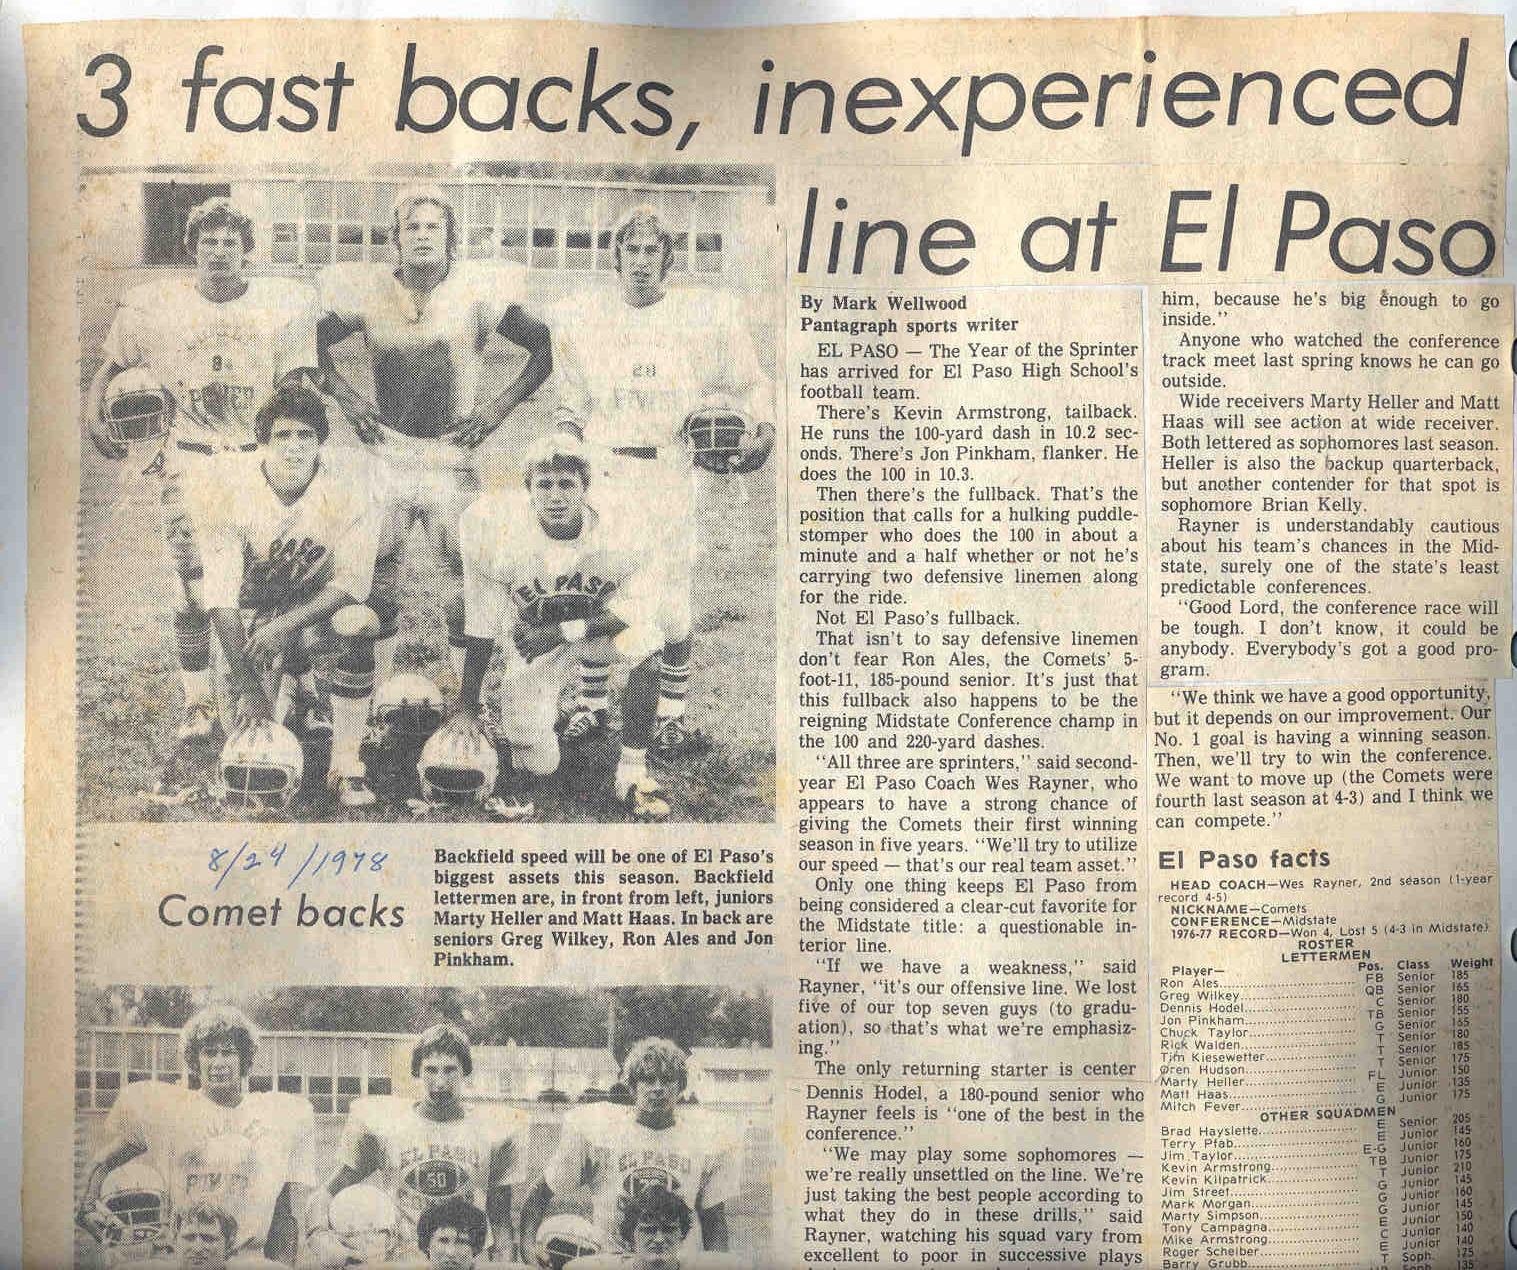 3 fast backs, inexperienced
line at El Paso
84
20
PASO
EL PASO
8/24/1978
Comet backs
Backfield speed will be one of El Paso's
biggest assets this season. Backfield
lettermen are, in front from left, juniors
Marty Heller and Matt Haas. In back are
seniors Greg Wilkey, Ron Ales and Jon
Pinkham.
EL PASO
50
EL PASO
By Mark Wellwood
Pantagraph sports writer
EL PASO — The Year of the Sprinter
has arrived for El Paso High School's
football team.
There's Kevin Armstrong, tailback.
He runs the 100-yard dash in 10.2 sec-
onds. There's Jon Pinkham, flanker. He
does the 100 in 10.3.
Then there's the fullback. That's the
position that calls for a hulking puddle-
stomper who does the 100 in about a
minute and a half whether or not he's
carrying two defensive linemen along
for the ride.
Not El Paso's fullback.
That isn't to say defensive linemen
don't fear Ron Ales, the Comets' 5-
foot-11, 185-pound senior. It's just that
this fullback also happens to be the
reigning Midstate Conference champ in
the 100 and 220-yard dashes.
"All three are sprinters," said second-
year El Paso Coach Wes Rayner, who
appears to have a strong chance of
giving the Comets their first winning
season in five years. "We'll try to utilize
our speed — that's our real team asset."
Only one thing keeps El Paso from
being considered a clear-cut favorite for
the Midstate title: a questionable in-
terior line.
"If we have a weakness," said
Rayner, "it's our offensive line. We lost
five of our top seven guys (to gradu-
ation), so that's what we're emphasiz-
ing."
The only returning starter is center
Dennis Hodel, a 180-pound senior who
Rayner feels is "one of the best in the
conference."
"We may play some sophomores —
we're really unsettled on the line. We're
just taking the best people according to
what they do in these drills," said
Rayner, watching his squad vary from
excellent to poor in successive plays
him, because he's big enough to go
inside."
Anyone who watched the conference
track meet last spring knows he can go
outside.
Wide receivers Marty Heller and Matt
Haas will see action at wide receiver.
Both lettered as sophomores last season.
Heller is also the backup quarterback,
but another contender for that spot is
sophomore Brian Kelly.
Rayner is understandably cautious
about his team's chances in the Mid-
state, surely one of the state's least
predictable conferences.
"Good Lord, the conference race will
be tough. I don't know, it could be
anybody. Everybody's got a good pro-
gram.
"We think we have a good opportunity,
but it depends on our improvement. Our
No. 1 goal is having a winning season.
Then, we'll try to win the conference.
We want to move up (the Comets were
fourth last season at 4-3) and I think we
can compete."
El Paso facts
HEAD COACH—Wes Rayner, 2nd season (1-year
record 4-5)
NICKNAME—Comets
CONFERENCE—Midstate
1976-77 RECORD—Won 4, Lost 5 (4-3 in Midstate)
ROSTER
LETTERMEN
Player— Pos. Class Weight
Ron Ales FB Senior 185
Greg Wilkey QB Senior 165
Dennis Hodel C Senior 180
Jon Pinkham TB Senior 155
Chuck Taylor G Senior 165
Rick Walden T Senior 180
Tim Kiesewetter T Senior 185
Oren Hudson T Senior 175
Marty Heller FL Junior 150
Matt Haas E Junior 135
Mitch Fever G Junior 175
OTHER SQUADMEN
Brad Hayslette E Senior 205
Terry Pfab E Junior 145
Jim Taylor E-G Junior 160
Kevin Armstrong TB Junior 175
Kevin Kilpatrick T Junior 210
Jim Street G Junior 145
Mark Morgan G Junior 160
Marty Simpson G Junior 145
Tony Campagna E Junior 150
Mike Armstrong C Junior 140
Roger Scheiber E Junior 140
Barry Grubb T Soph. 125
135